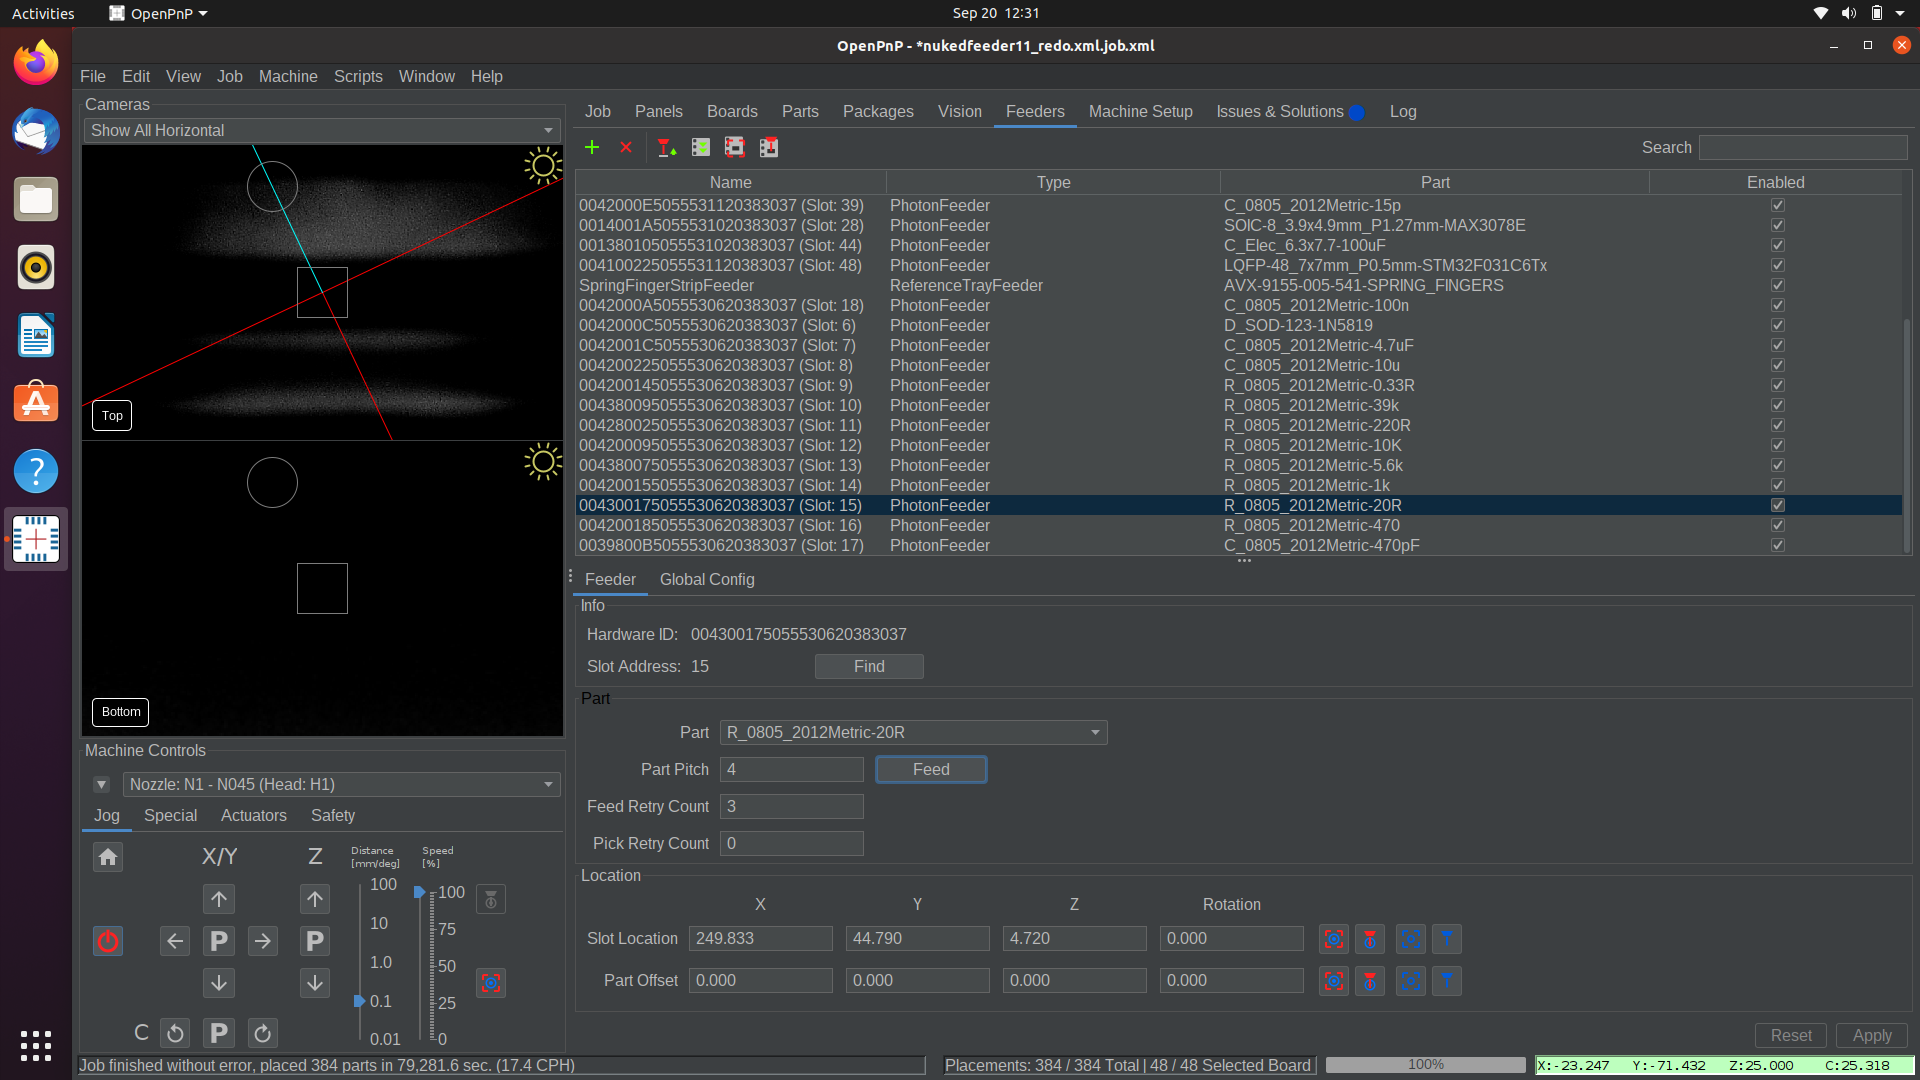 Activities OpenPnP Sep 20 12:31
OpenPnP - *nukedfeeder11_redo.xml.job.xml
File Edit View Job Machine Scripts Window Help
Cameras
Show All Horizontal
Top
Bottom
Machine Controls
Nozzle: N1 - N045 (Head: H1)
Jog Special Actuators Safety
X/Y Z Distance [mm/deg] Speed [%]
100 100
10 75
P P 1.0 50
0.1 25
C P 0.01 0
Job Panels Boards Parts Packages Vision Feeders Machine Setup Issues & Solutions Log
Search
Name Type Part Enabled
0042000E5055531120383037 (Slot: 39) PhotonFeeder C_0805_2012Metric-15p
0014001A5055531020383037 (Slot: 28) PhotonFeeder SOIC-8_3.9x4.9mm_P1.27mm-MAX3078E
001380105055531020383037 (Slot: 44) PhotonFeeder C_Elec_6.3x7.7-100uF
004100225055531120383037 (Slot: 48) PhotonFeeder LQFP-48_7x7mm_P0.5mm-STM32F031C6Tx
SpringFingerStripFeeder ReferenceTrayFeeder AVX-9155-005-541-SPRING_FINGERS
0042000A5055530620383037 (Slot: 18) PhotonFeeder C_0805_2012Metric-100n
0042000C5055530620383037 (Slot: 6) PhotonFeeder D_SOD-123-1N5819
0042001C5055530620383037 (Slot: 7) PhotonFeeder C_0805_2012Metric-4.7uF
004200225055530620383037 (Slot: 8) PhotonFeeder C_0805_2012Metric-10u
004200145055530620383037 (Slot: 9) PhotonFeeder R_0805_2012Metric-0.33R
004380095055530620383037 (Slot: 10) PhotonFeeder R_0805_2012Metric-39k
004280025055530620383037 (Slot: 11) PhotonFeeder R_0805_2012Metric-220R
004200095055530620383037 (Slot: 12) PhotonFeeder R_0805_2012Metric-10K
004380075055530620383037 (Slot: 13) PhotonFeeder R_0805_2012Metric-5.6k
004200155055530620383037 (Slot: 14) PhotonFeeder R_0805_2012Metric-1k
004300175055530620383037 (Slot: 15) PhotonFeeder R_0805_2012Metric-20R
004200185055530620383037 (Slot: 16) PhotonFeeder R_0805_2012Metric-470
0039800B5055530620383037 (Slot: 17) PhotonFeeder C_0805_2012Metric-470pF
Feeder Global Config
Info
Hardware ID: 004300175055530620383037
Slot Address: 15 Find
Part
Part R_0805_2012Metric-20R
Part Pitch 4 Feed
Feed Retry Count 3
Pick Retry Count 0
Location
X Y Z Rotation
Slot Location 249.833 44.790 4.720 0.000
Part Offset 0.000 0.000 0.000 0.000
Reset Apply
Job finished without error, placed 384 parts in 79,281.6 sec. (17.4 CPH) Placements: 384 / 384 Total | 48 / 48 Selected Board 100% X:-23.247 Y:-71.432 Z:25.000 C:25.318